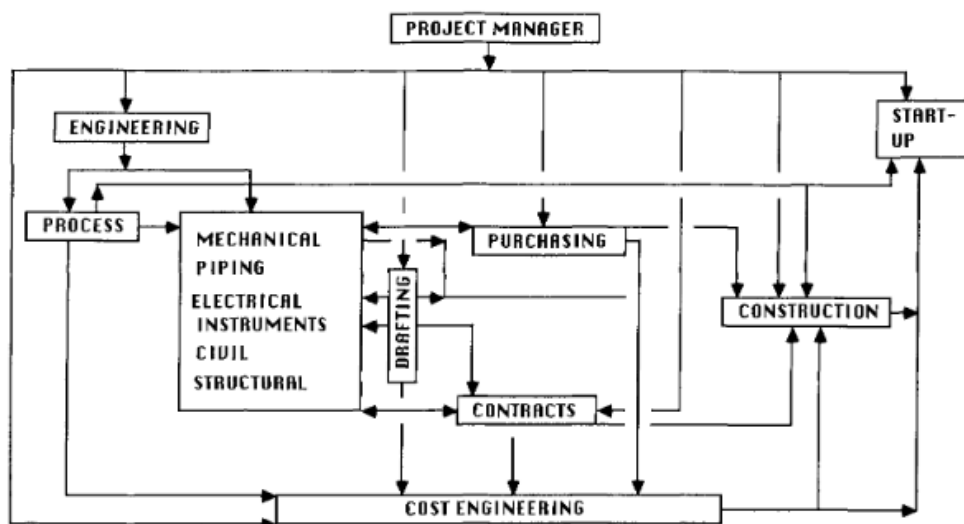 PROJECT MANAGER
ENGINEERING
START-
UP
PROCESS
MECHANICAL
PIPING
ELECTRICAL
INSTRUMENTS
CIVIL
STRUCTURAL
DRAFTING
PURCHASING
CONSTRUCTION
CONTRACTS
COST ENGINEERING